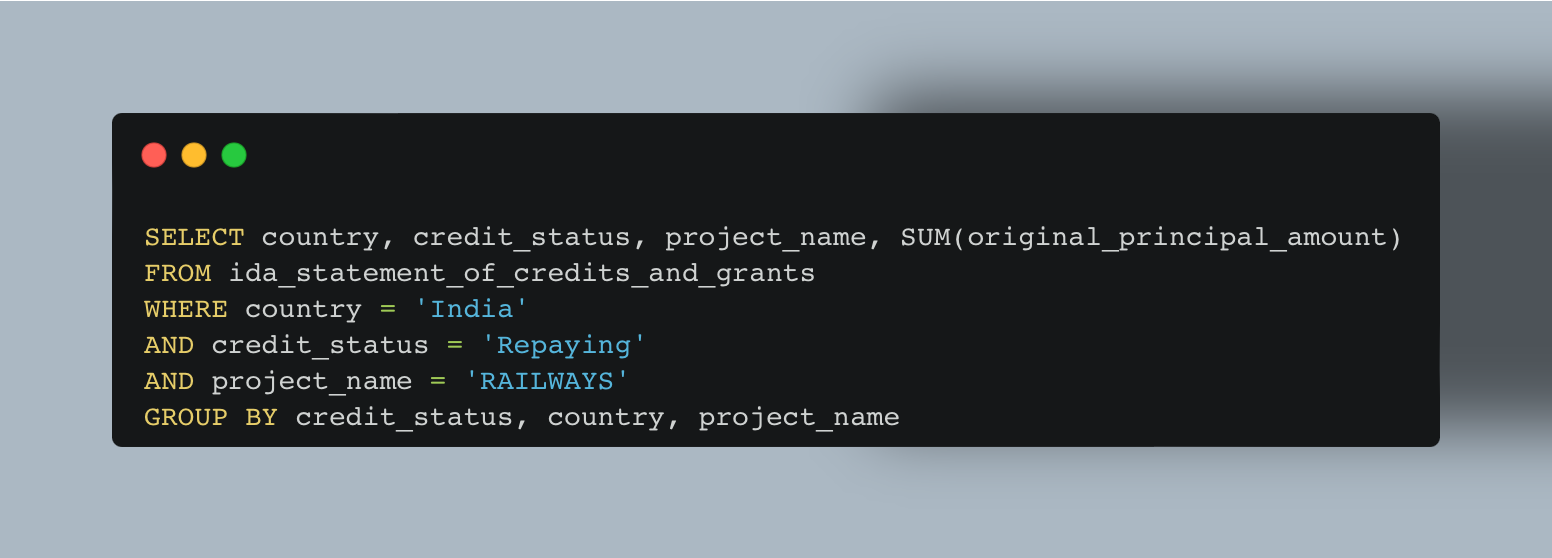 SELECT country, credit_status, project_name, SUM(original_principal_amount)
FROM ida_statement_of_credits_and_grants
WHERE country = 'India'
AND credit_status = 'Repaying'
AND project_name = 'RAILWAYS'
GROUP BY credit_status, country, project_name